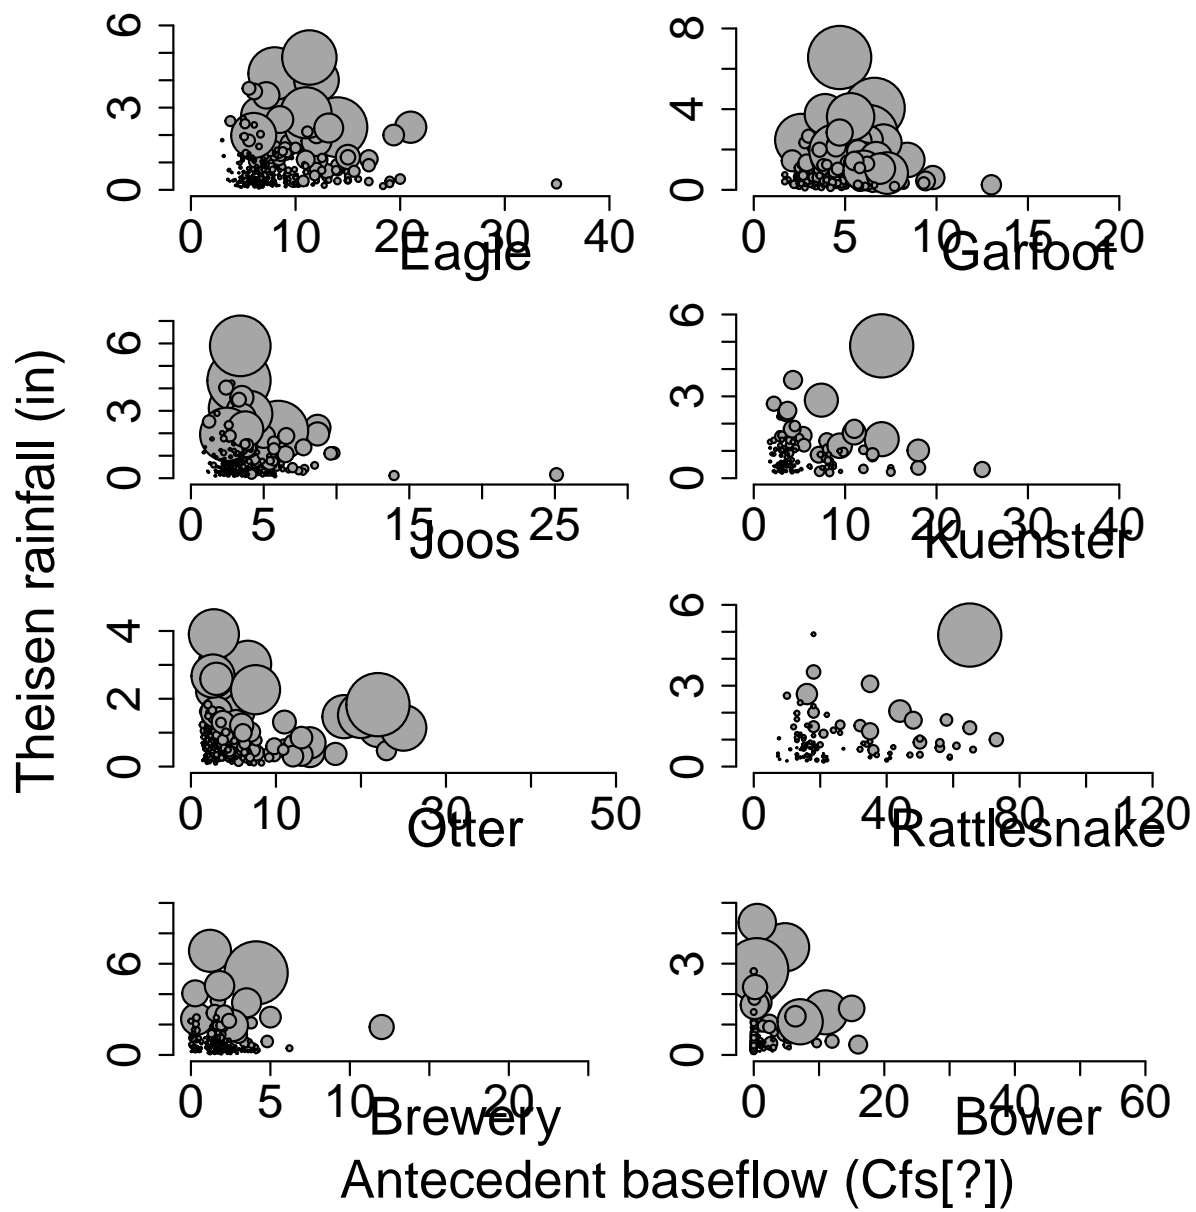 Theisen rainfall (in)
0 3 6
0 10 20 30 40
Eagle
0 4 8
0 5 10 15 20
Garfoot
0 3 6
0 5 15 25
Joos
0 3 6
0 10 20 30 40
Kuenster
0 2 4
0 10 30 50
Otter
0 3 6
0 40 80 120
Rattlesnake
0 6
0 5 10 20
Brewery
0 3
0 20 40 60
Bower
Antecedent baseflow (Cfs[?])